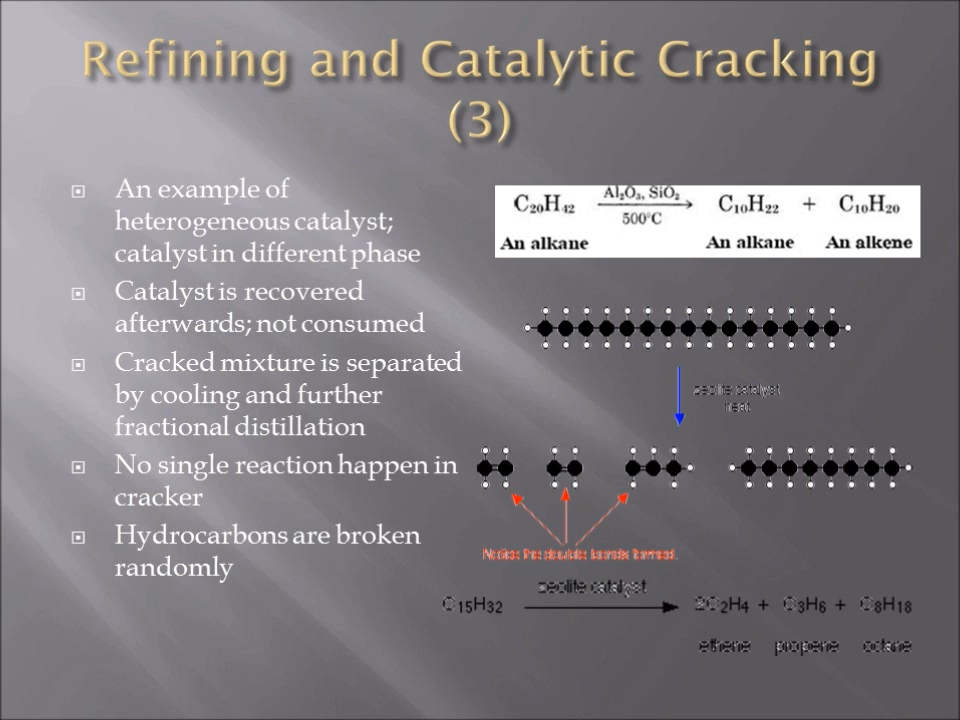 Refining and Catalytic Cracking
(3)
An example of
heterogeneous catalyst;
catalyst in different phase
Catalyst is recovered
afterwards; not consumed
Cracked mixture is separated
by cooling and further
fractional distillation
No single reaction happen in
cracker
Hydrocarbons are broken
randomly
C₂₀H₄₂ Al₂O₃, SiO₂ 500°C C₁₀H₂₂ + C₁₀H₂₀
An alkane An alkane An alkene
zeolite catalyst
heat
Notice the double bonds formed.
zeolite catalyst
C₁₅H₃₂ 2C₂H₄ + C₃H₆ + C₈H₁₈
ethene propene octane